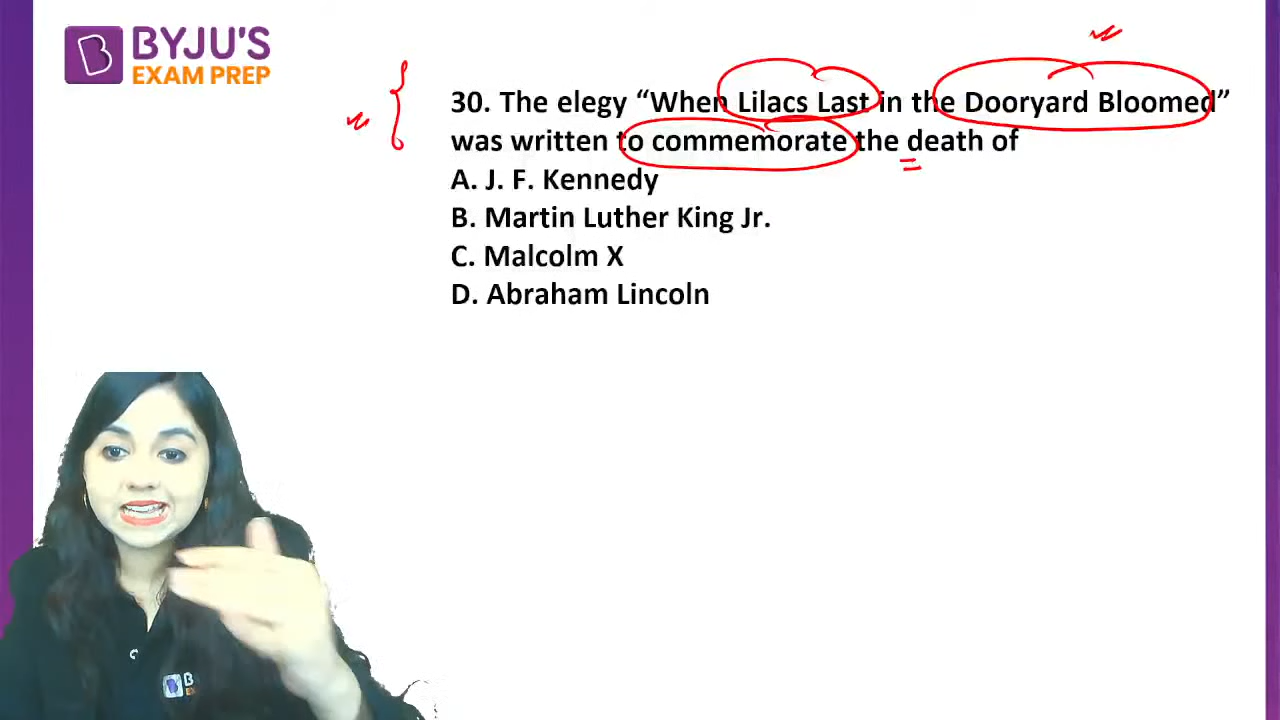 BYJU'S
EXAM PREP
30. The elegy “When Lilacs Last in the Dooryard Bloomed”
was written to commemorate the death of
A. J. F. Kennedy
B. Martin Luther King Jr.
C. Malcolm X
D. Abraham Lincoln